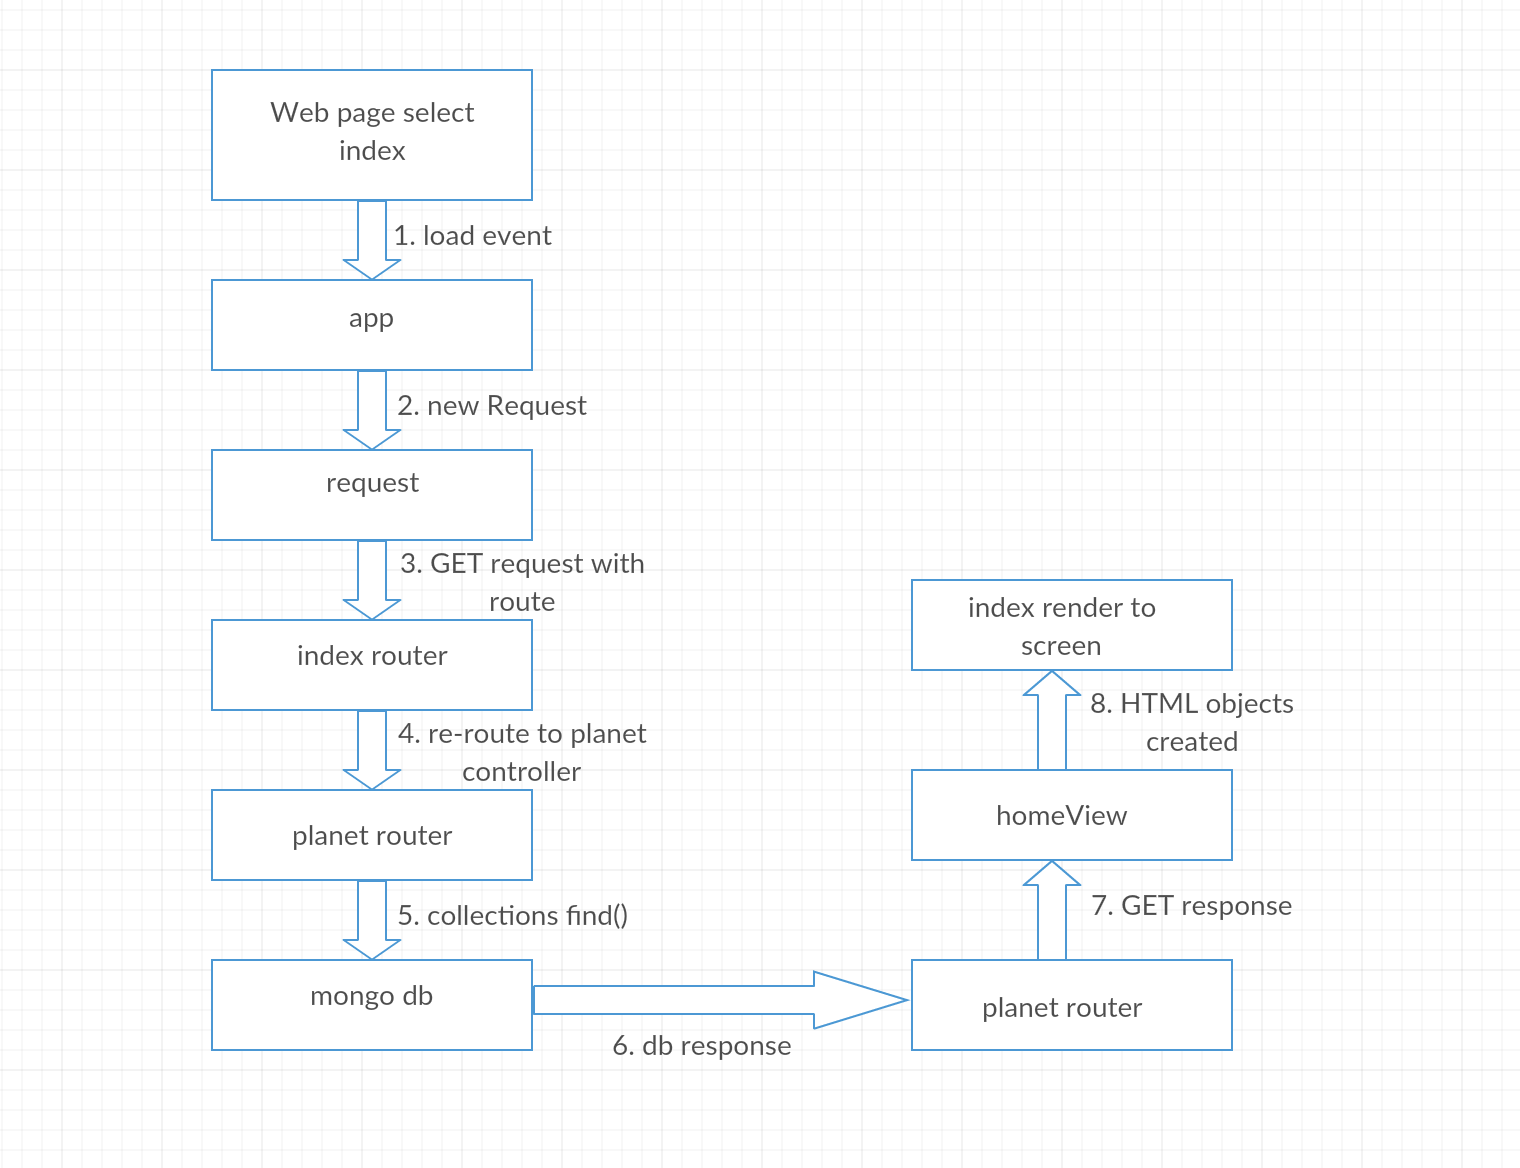 Web page select
index
1. load event
app
2. new Request
request
3. GET request with
route
index router
4. re-route to planet
controller
planet router
5. collections find()
mongo db
6. db response
planet router
7. GET response
homeView
8. HTML objects
created
index render to
screen